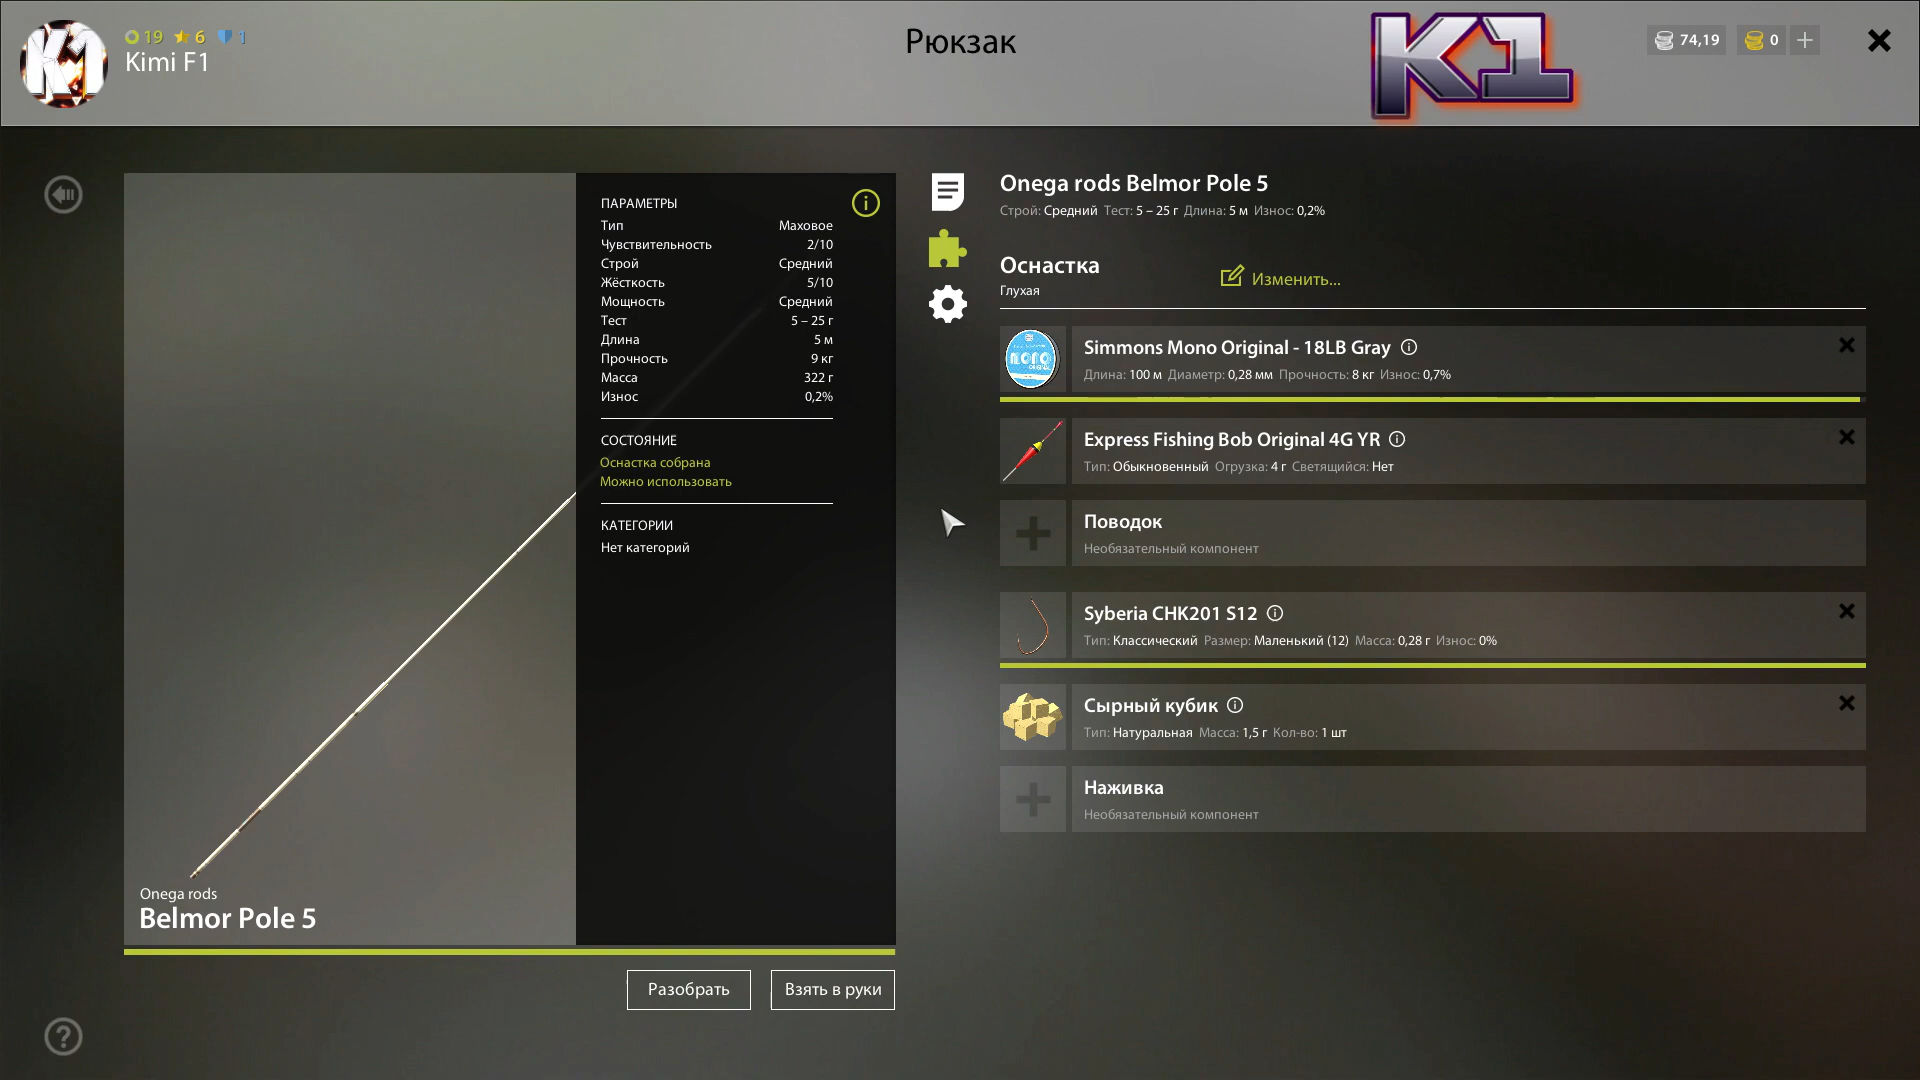 K1
19 6 1
Kimi F1
Рюкзак
K1
74,19 0
Onega rods
Belmor Pole 5
ПАРАМЕТРЫ
Тип Маховое
Чувствительность 2/10
Строй Средний
Жёсткость 5/10
Мощность Средний
Тест 5 – 25 г
Длина 5 м
Прочность 9 кг
Масса 322 г
Износ 0,2%
СОСТОЯНИЕ
Оснастка собрана
Можно использовать
КАТЕГОРИИ
Нет категорий
Разобрать
Взять в руки
Onega rods Belmor Pole 5
Строй: Средний Тест: 5 – 25 г Длина: 5 м Износ: 0,2%
Оснастка
Глухая
Изменить...
MONO
Simmons Mono Original - 18LB Gray
Длина: 100 м Диаметр: 0,28 мм Прочность: 8 кг Износ: 0,7%
Express Fishing Bob Original 4G YR
Тип: Обыкновенный Огрузка: 4 г Светящийся: Нет
Поводок
Необязательный компонент
Syberia CHK201 S12
Тип: Классический Размер: Маленький (12) Масса: 0,28 г Износ: 0%
Сырный кубик
Тип: Натуральная Масса: 1,5 г Кол-во: 1 шт
Наживка
Необязательный компонент